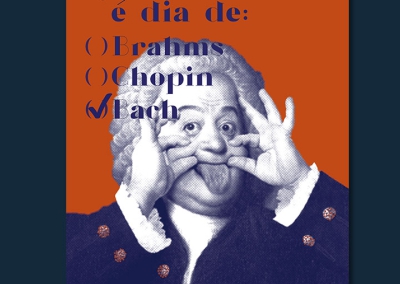 é dia de:
( ) Brahms
( ) Chopin
(✓) Bach